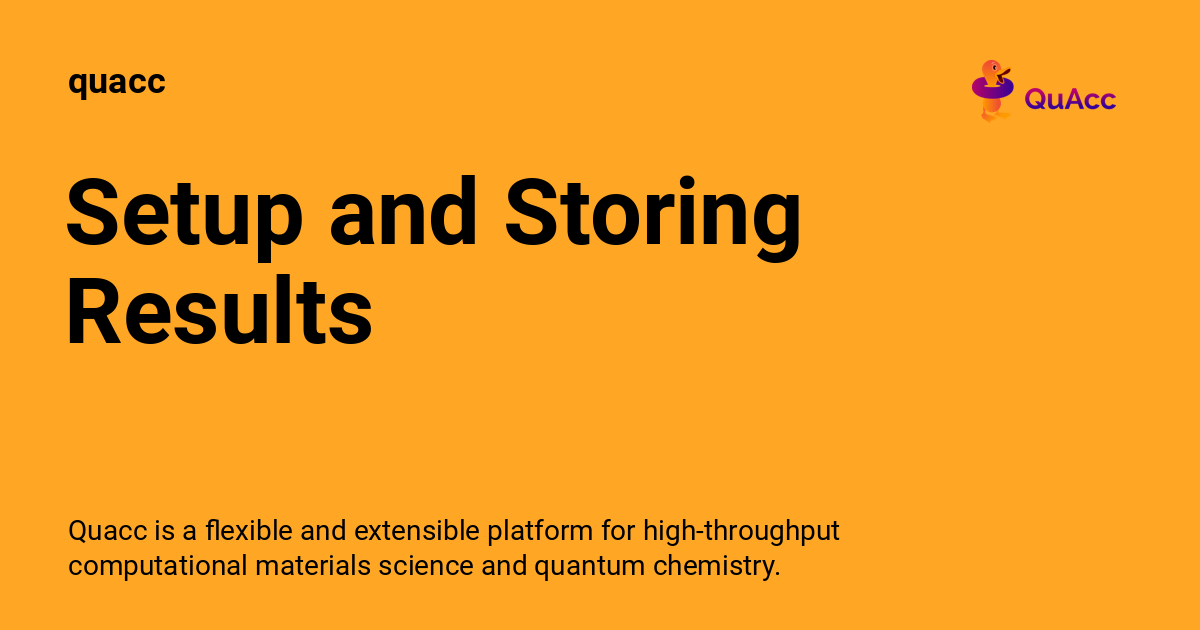 quacc
QuAcc
Setup and Storing
Results
Quacc is a flexible and extensible platform for high-throughput
computational materials science and quantum chemistry.